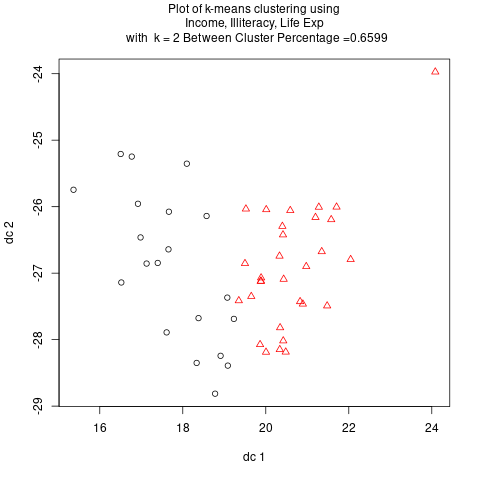 Plot of k-means clustering using
Income, Illiteracy, Life Exp
with  k = 2 Between Cluster Percentage =0.6599
-24
-25
-26
-27
-28
-29
dc 2
16
18
20
22
24
dc 1